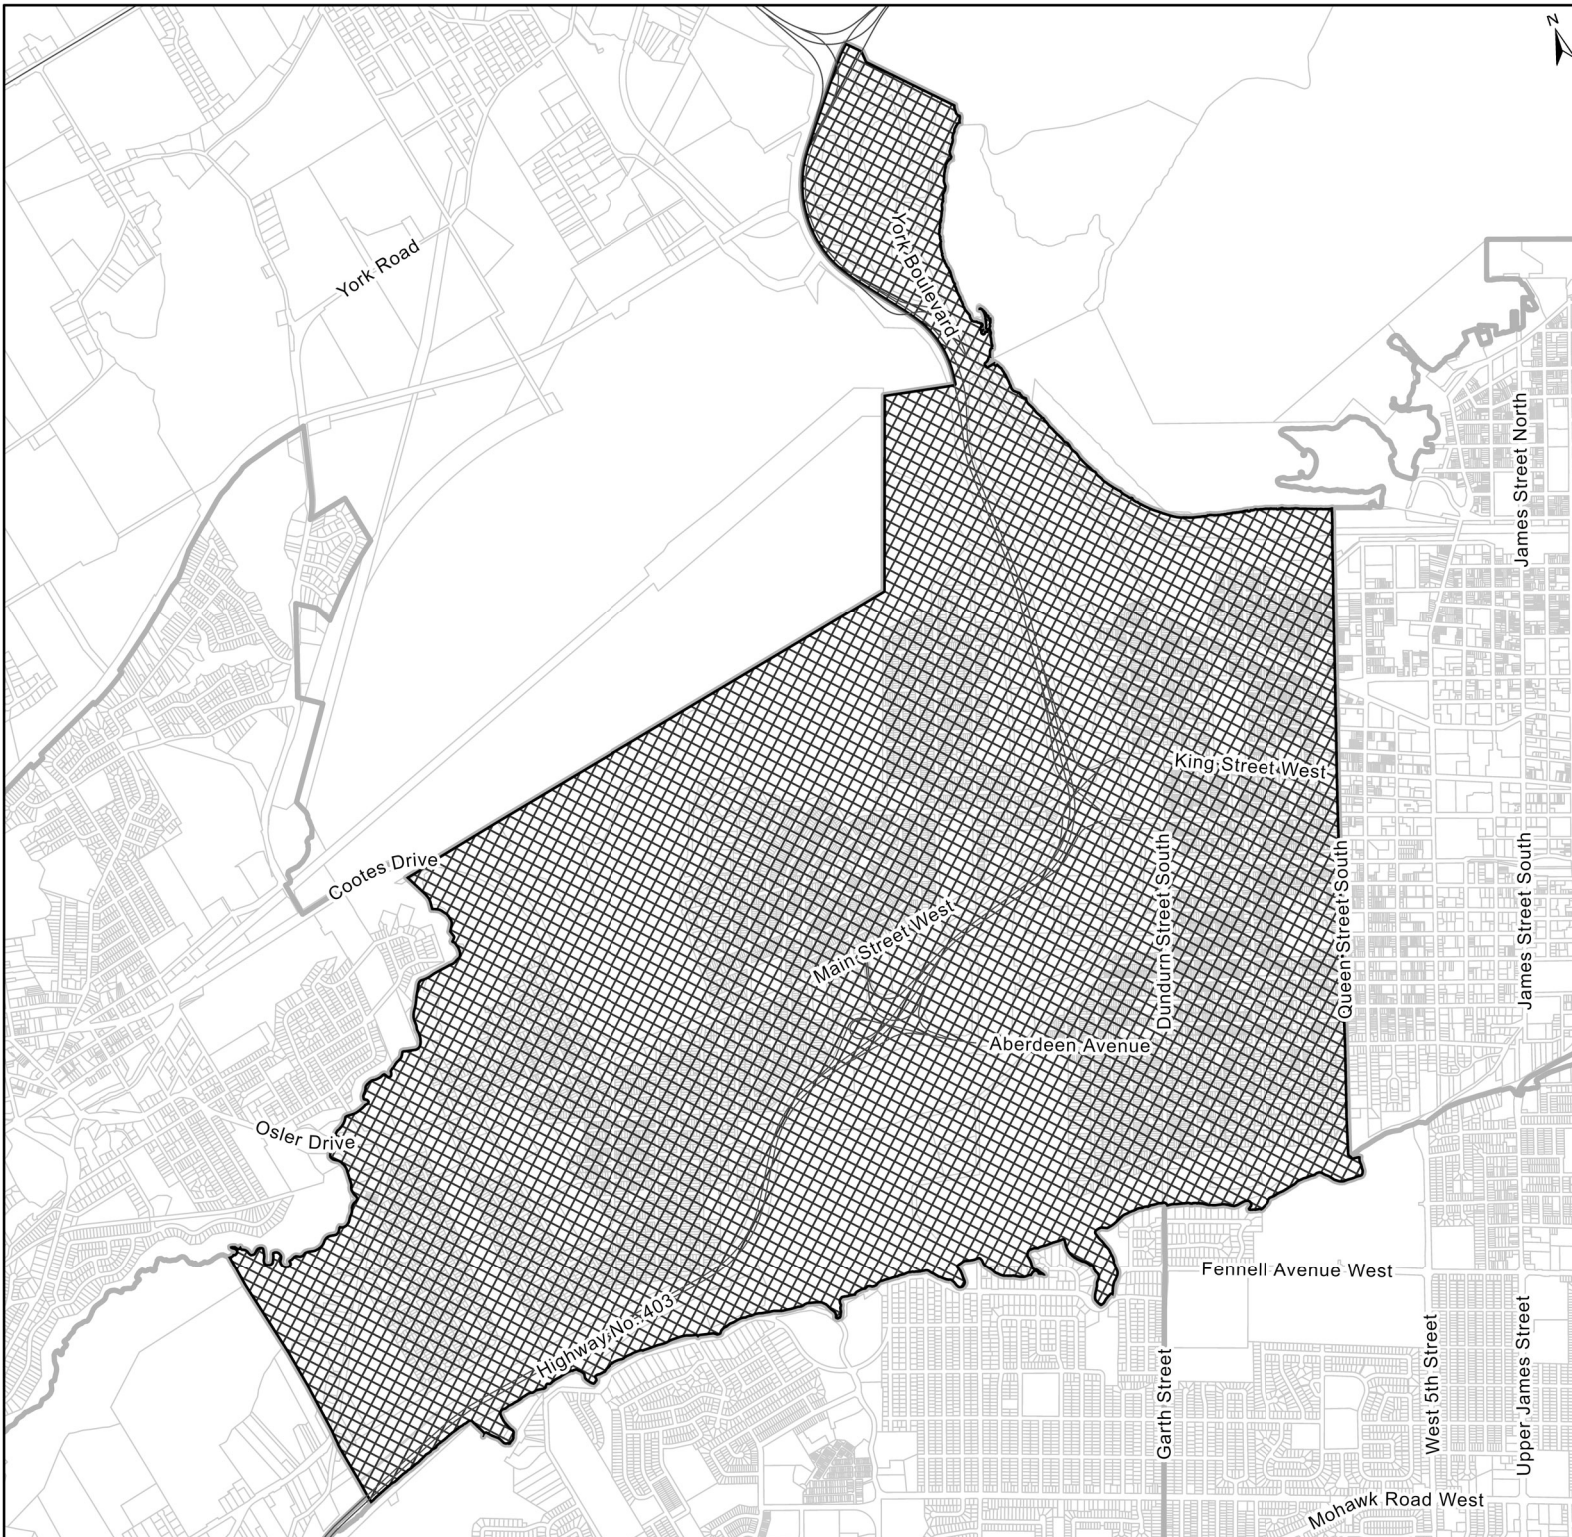 N
York Road
York Boulevard
James Street North
King Street West
Cootes Drive
Main Street West
Dundurn Street South
Queen Street South
James Street South
Aberdeen Avenue
Osler Drive
Fennell Avenue West
Highway No. 403
Garth Street
West 5th Street
Upper James Street
Mohawk Road West